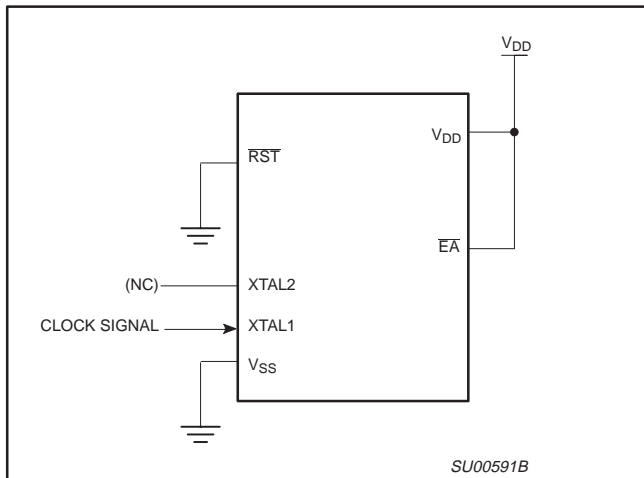 VDD
VDD
RST
EA
(NC)
XTAL2
CLOCK SIGNAL
XTAL1
VSS
SU00591B